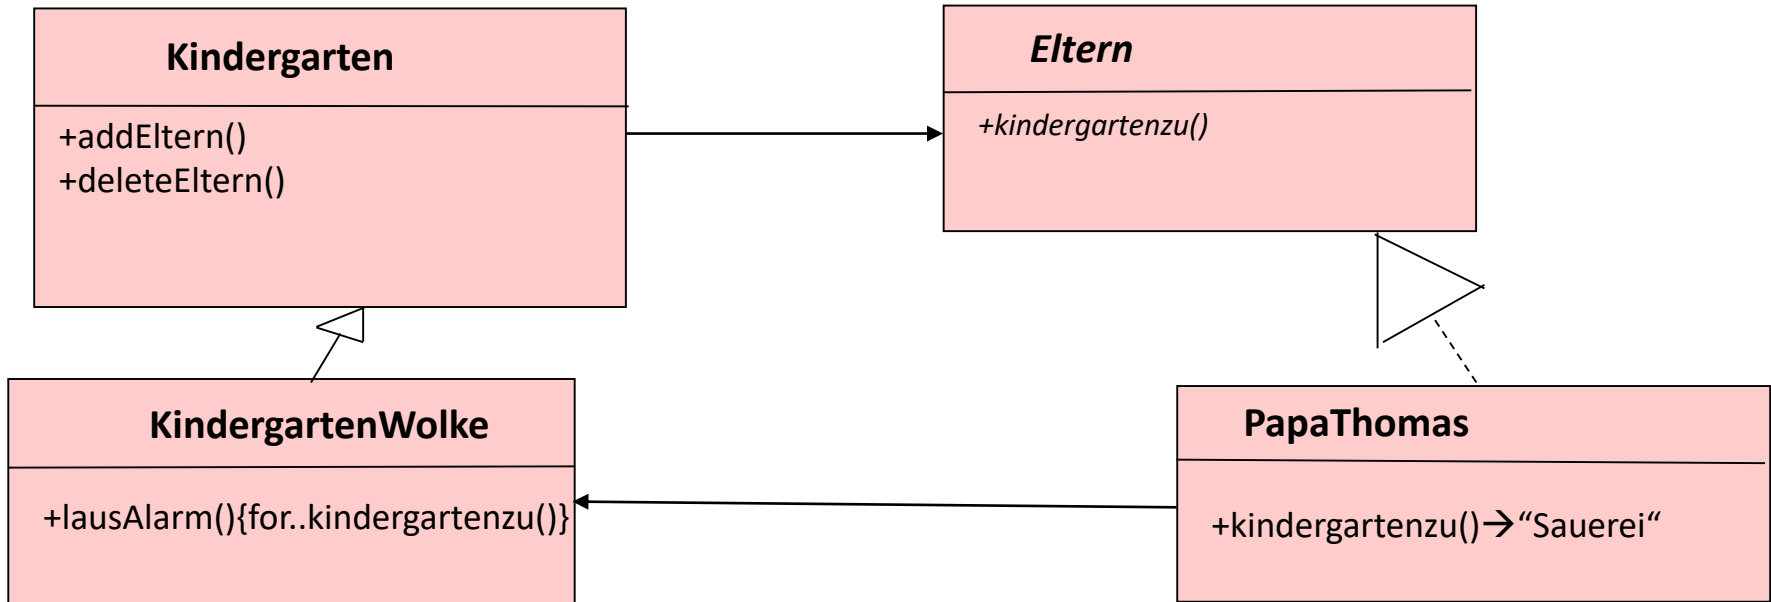 Kindergarten
+addEltern()
+deleteEltern()
Eltern
+kindergartenzu()
KindergartenWolke
+lausAlarm(){for..kindergartenzu()}
PapaThomas
+kindergartenzu()→“Sauerei“